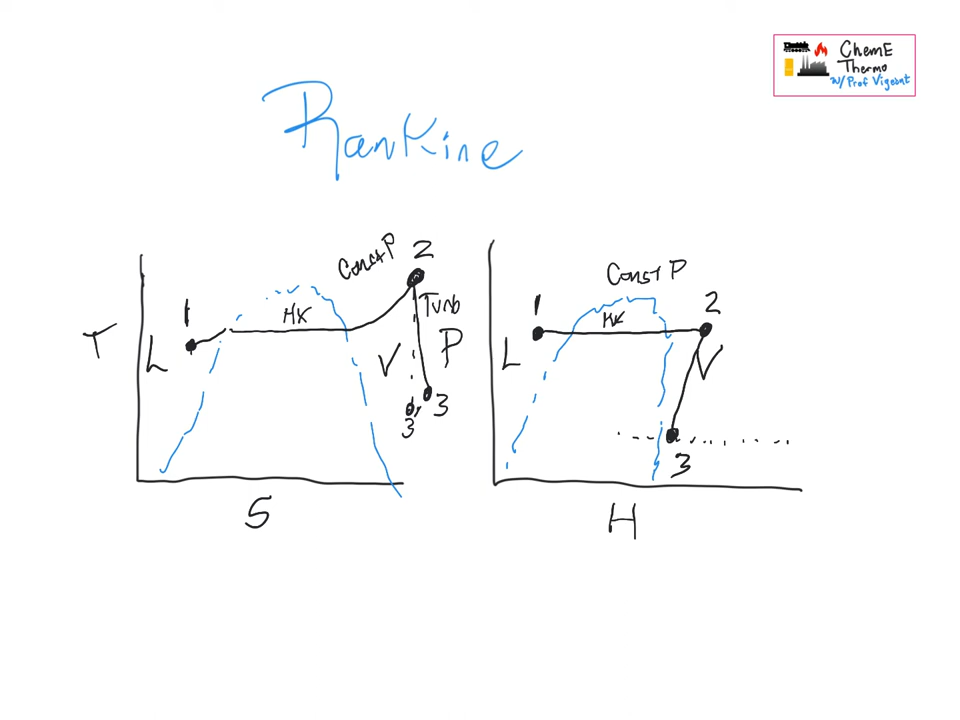 ChemE
Thermo
w/ Prof Vigeant
Rankine
Const P
2
1
HX
Turb
T
L
V
P
3
3'
S
Const P
1
2
HX
L
V
3
H